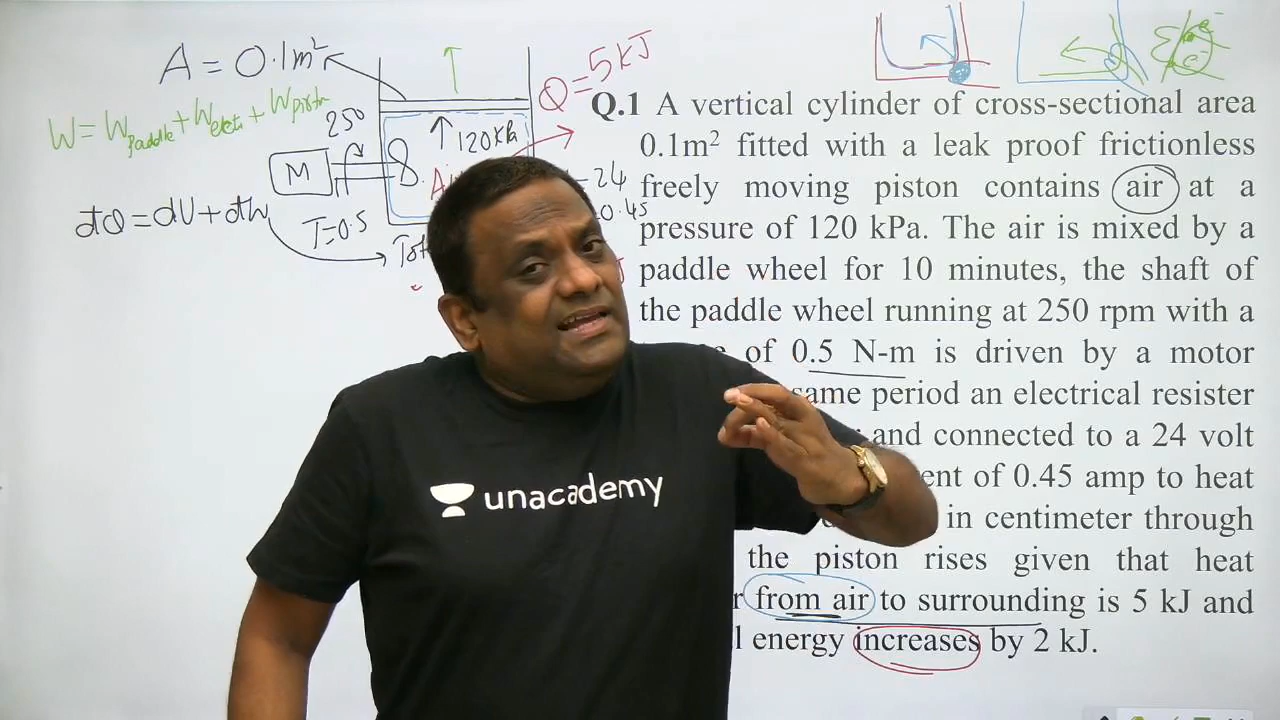 A = 0.1m²
W = Wpaddle + Welect + Wpiston
250
M
120 kPa
Q = 5 kJ
24
0.45
T=0.5
dQ = dU + dW
Q.1 A vertical cylinder of cross-sectional area
0.1m² fitted with a leak proof frictionless
freely moving piston contains air at a
pressure of 120 kPa. The air is mixed by a
paddle wheel for 10 minutes, the shaft of
the paddle wheel running at 250 rpm with a
of 0.5 N-m is driven by a motor
same period an electrical resister
and connected to a 24 volt
of 0.45 amp to heat
in centimeter through
the piston rises given that heat
from air to surrounding is 5 kJ and
energy increases by 2 kJ.
unacademy